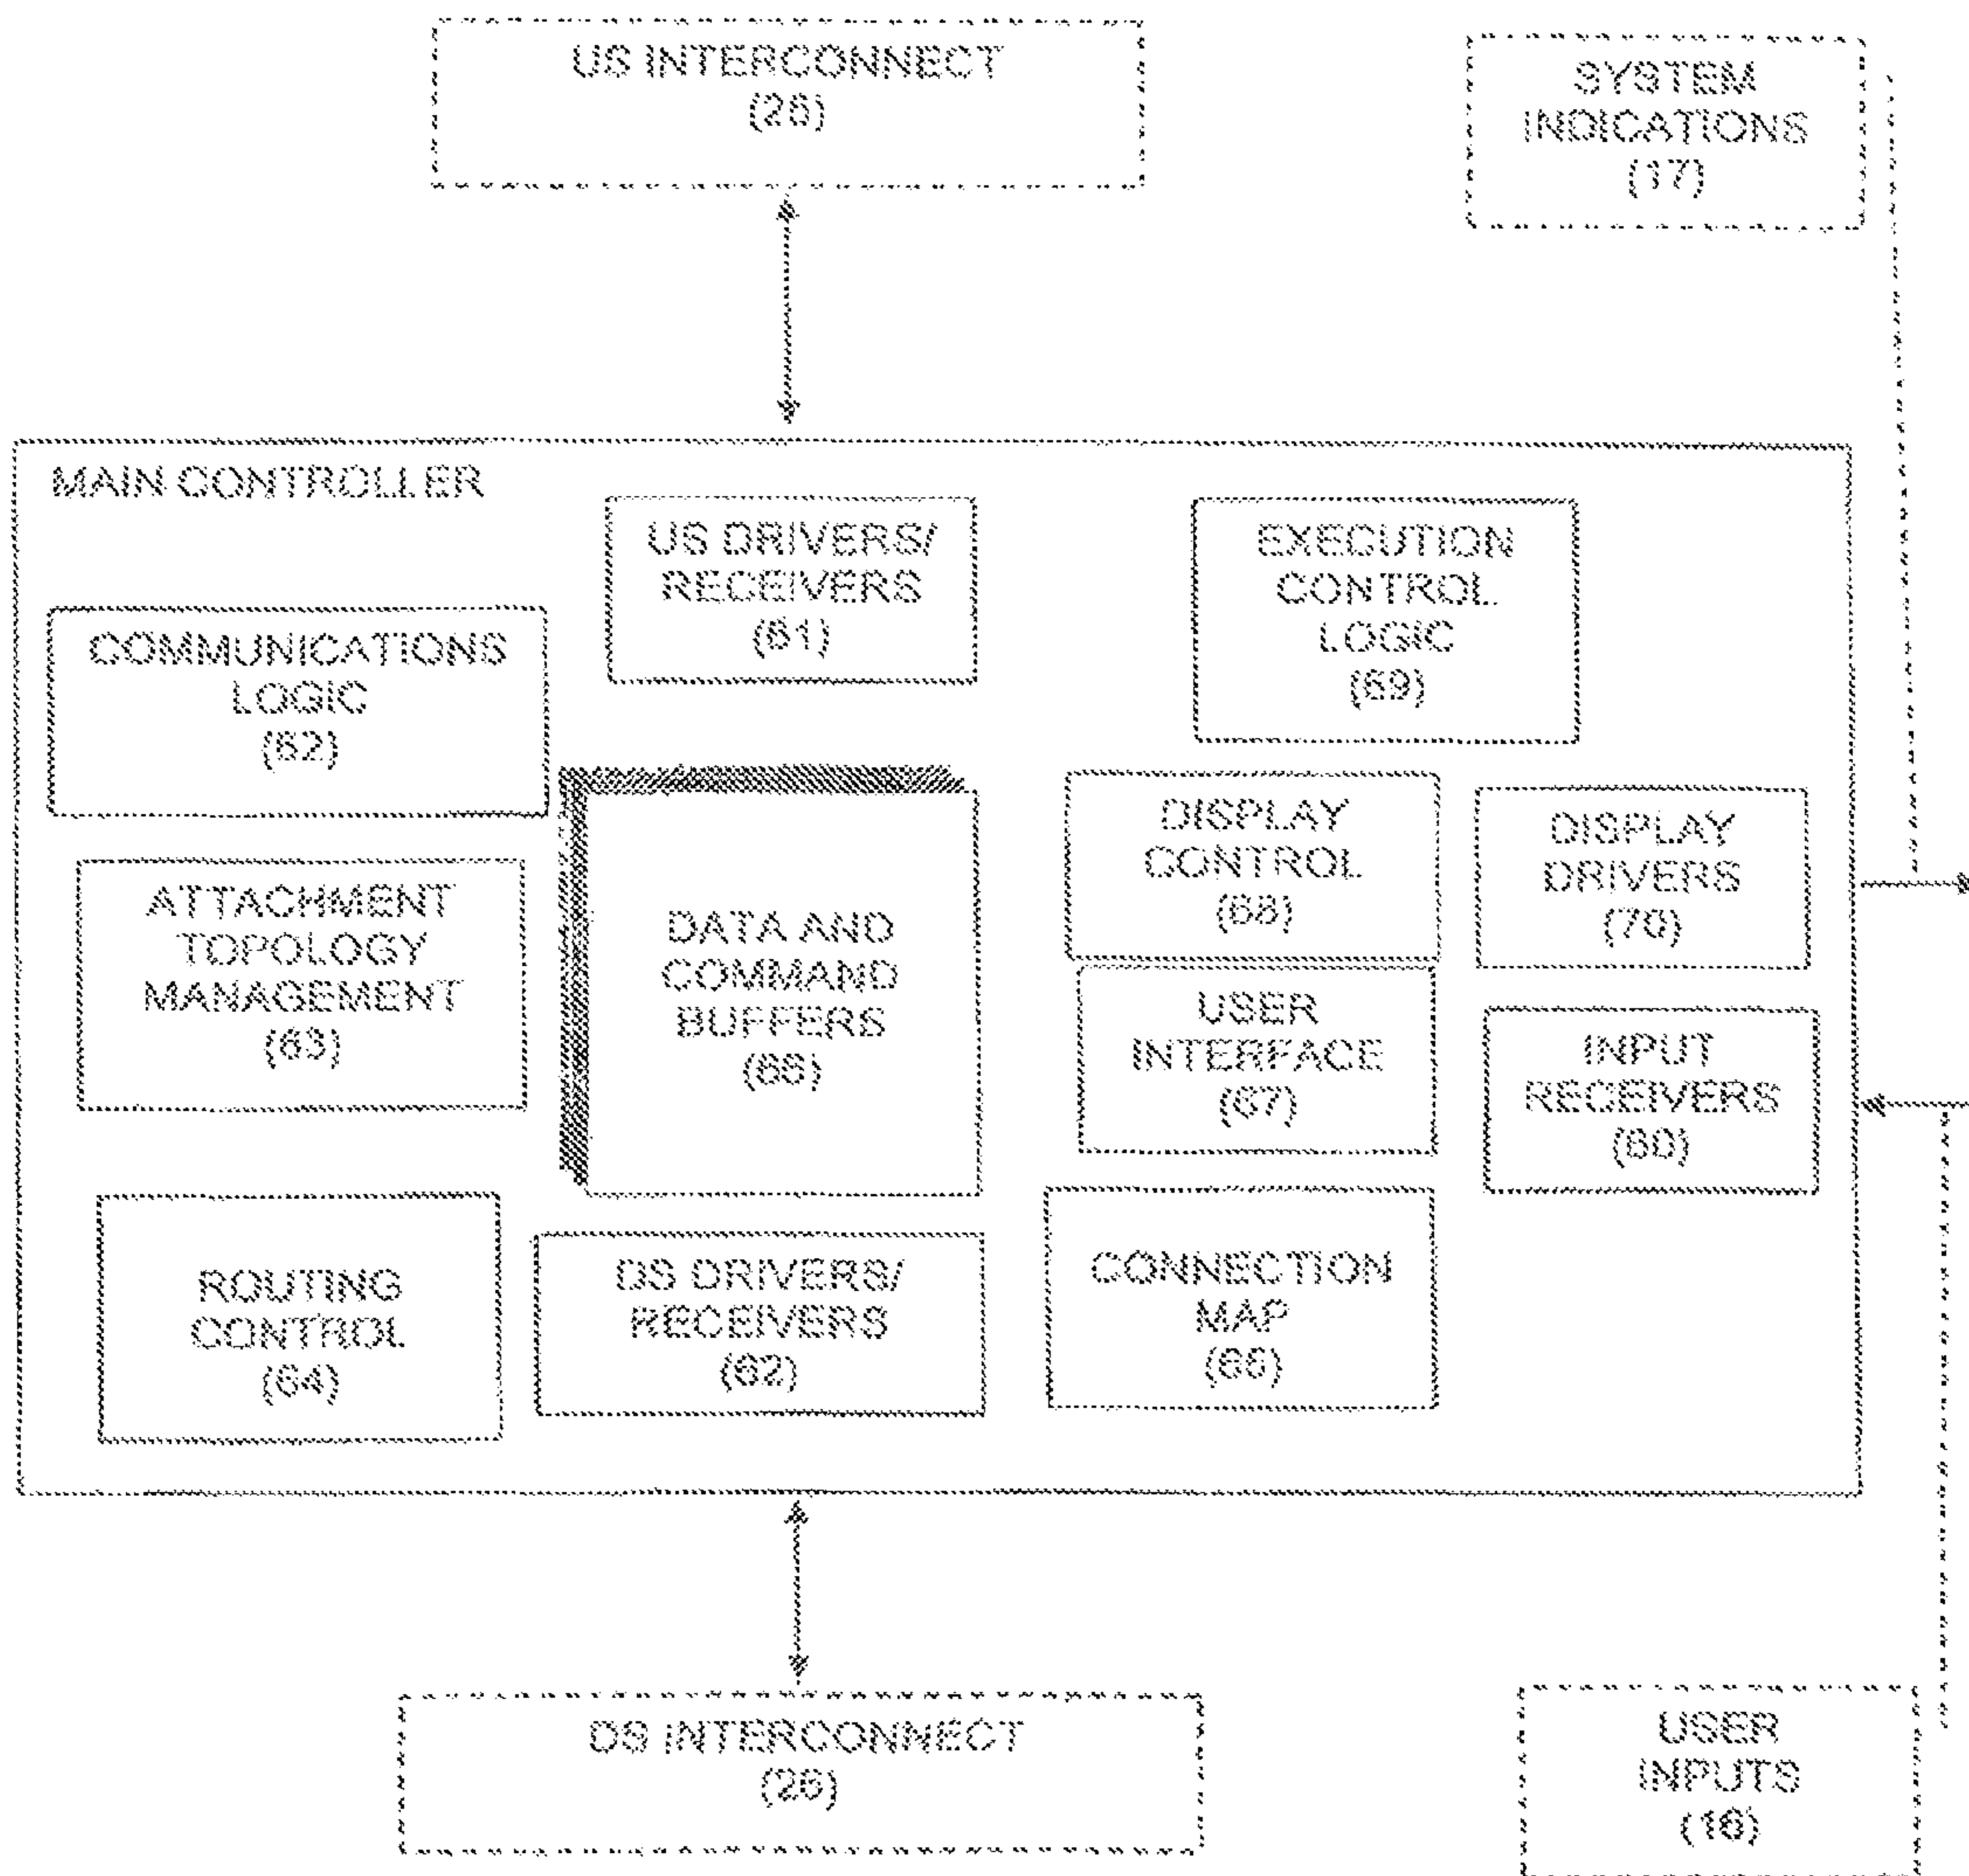 US INTERCONNECT
(25)
SYSTEM
INDICATIONS
(17)
MAIN CONTROLLER
US DRIVERS/
RECEIVERS
(61)
EXECUTION
CONTROL
LOGIC
(69)
COMMUNICATIONS
LOGIC
(62)
DISPLAY
CONTROL
(68)
DISPLAY
DRIVERS
(70)
ATTACHMENT
TOPOLOGY
MANAGEMENT
(63)
DATA AND
COMMAND
BUFFERS
USER
INTERFACE
(67)
INPUT
RECEIVERS
(60)
ROUTING
CONTROL
(64)
DS DRIVERS/
RECEIVERS
(62)
CONNECTION
MAP
DS INTERCONNECT
(26)
USER
INPUTS
(16)